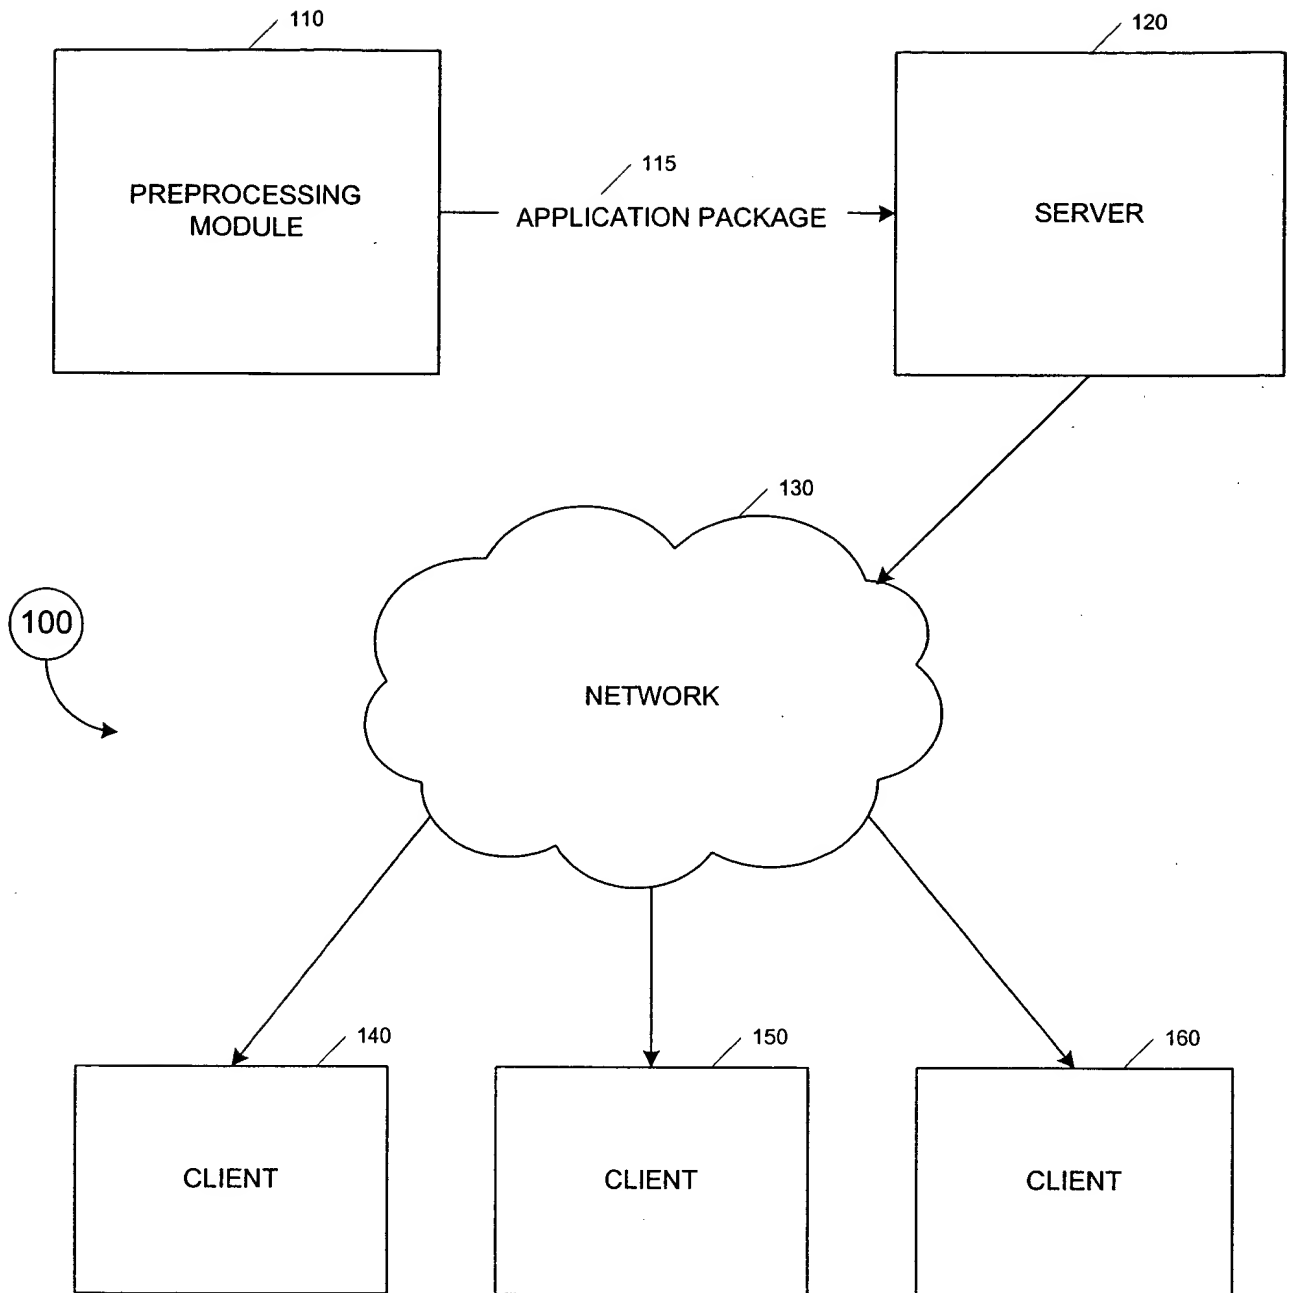 110
120
115
PREPROCESSING
MODULE
APPLICATION PACKAGE
SERVER
130
100
NETWORK
140
150
160
CLIENT
CLIENT
CLIENT